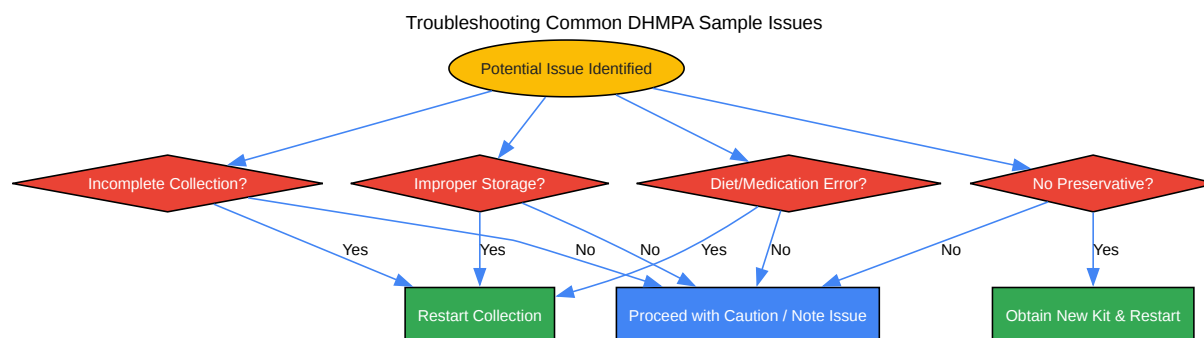 Troubleshooting Common DHMPA Sample Issues
Potential Issue Identified
Incomplete Collection?
Improper Storage?
Diet/Medication Error?
No Preservative?
Yes
No
Yes
No
Yes
No
No
Yes
Restart Collection
Proceed with Caution / Note Issue
Obtain New Kit & Restart